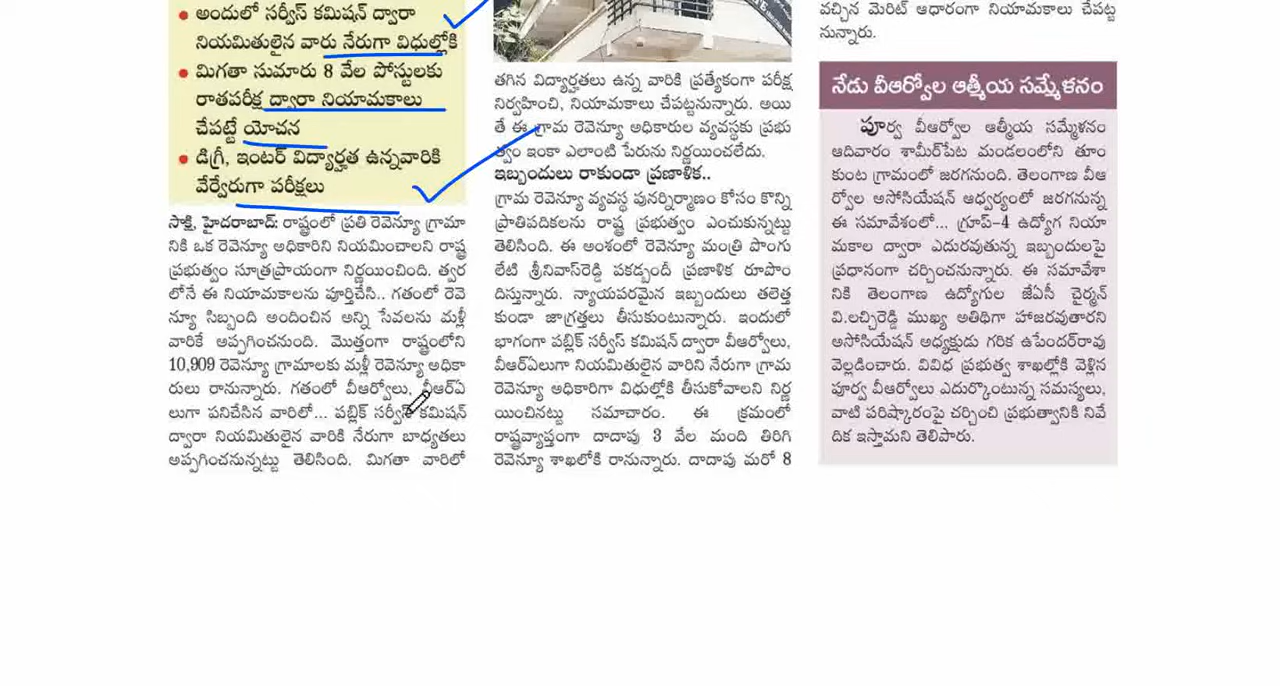 అందులో సర్వీస్ కమిషన్ ద్వారా
నియమితులైన వారు నేరుగా విధుల్లోకి
మిగతా సుమారు 8 వేల పోస్టులకు
రాతపరీక్ష ద్వారా నియామకాలు
చేపట్టే యోచన
డిగ్రీ, ఇంటర్ విద్యార్హత ఉన్నవారికి
వేర్వేరుగా పరీక్షలు
సాక్షి, హైదరాబాద్: రాష్ట్రంలో ప్రతి రెవెన్యూ గ్రామా
నికి ఒక రెవెన్యూ అధికారిని నియమించాలని రాష్ట్ర
ప్రభుత్వం సూత్రప్రాయంగా నిర్ణయించింది. త్వర
లోనే ఈ నియామకాలను పూర్తిచేసి.. గతంలో రెవె
న్యూ సిబ్బంది అందించిన అన్ని సేవలను మళ్లీ
వారికే అప్పగించనుంది. మొత్తంగా రాష్ట్రంలోని
10,909 రెవెన్యూ గ్రామాలకు మళ్లీ రెవెన్యూ అధికా
రులు రానున్నారు. గతంలో వీఆర్వోలు, వీఆర్ఏ
లుగా పనిచేసిన వారిలో... పబ్లిక్ సర్వీస్ కమిషన్
ద్వారా నియమితులైన వారికి నేరుగా బాధ్యతలు
అప్పగించనున్నట్టు తెలిసింది. మిగతా వారిలో
తగిన విద్యార్హతలు ఉన్న వారికి ప్రత్యేకంగా పరీక్ష
నిర్వహించి, నియామకాలు చేపట్టనున్నారు. అయి
తే ఈ గ్రామ రెవెన్యూ అధికారుల వ్యవస్థకు ప్రభు
త్వం ఇంకా ఎలాంటి పేరును నిర్ణయించలేదు.
ఇబ్బందులు రాకుండా ప్రణాళిక..
గ్రామ రెవెన్యూ వ్యవస్థ పునర్నిర్మాణం కోసం కొన్ని
ప్రాతిపదికలను రాష్ట్ర ప్రభుత్వం ఎంచుకున్నట్టు
తెలిసింది. ఈ అంశంలో రెవెన్యూ మంత్రి పొంగు
లేటి శ్రీనివాస్‌రెడ్డి పకడ్బందీ ప్రణాళిక రూపొం
దిస్తున్నారు. న్యాయపరమైన ఇబ్బందులు తలెత్త
కుండా జాగ్రత్తలు తీసుకుంటున్నారు. ఇందులో
భాగంగా పబ్లిక్ సర్వీస్ కమిషన్ ద్వారా వీఆర్వోలు,
వీఆర్ఏలుగా నియమితులైన వారిని నేరుగా గ్రామ
రెవెన్యూ అధికారిగా విధుల్లోకి తీసుకోవాలని నిర్ణ
యించినట్టు సమాచారం. ఈ క్రమంలో
రాష్ట్రవ్యాప్తంగా దాదాపు 3 వేల మంది తిరిగి
రెవెన్యూ శాఖలోకి రానున్నారు. దాదాపు మరో 8
వచ్చిన మెరిట్ ఆధారంగా నియామకాలు చేపట్ట
నున్నారు.
నేడు వీఆర్వోల ఆత్మీయ సమ్మేళనం
పూర్వ వీఆర్వోల ఆత్మీయ సమ్మేళనం
ఆదివారం శామీర్‌పేట మండలంలోని తూం
కుంట గ్రామంలో జరగనుంది. తెలంగాణ వీఆ
ర్వోల అసోసియేషన్ ఆధ్వర్యంలో జరగనున్న
ఈ సమావేశంలో... గ్రూప్-4 ఉద్యోగ నియా
మకాల ద్వారా ఎదురవుతున్న ఇబ్బందులపై
ప్రధానంగా చర్చించనున్నారు. ఈ సమావేశా
నికి తెలంగాణ ఉద్యోగుల జేఏసీ చైర్మన్
వి.లచ్చిరెడ్డి ముఖ్య అతిథిగా హాజరవుతారని
అసోసియేషన్ అధ్యక్షుడు గరిక ఉపేందర్‌రావు
వెల్లడించారు. వివిధ ప్రభుత్వ శాఖల్లోకి వెళ్లిన
పూర్వ వీఆర్వోలు ఎదుర్కొంటున్న సమస్యలు,
వాటి పరిష్కారంపై చర్చించి ప్రభుత్వానికి నివే
దిక ఇస్తామని తెలిపారు.